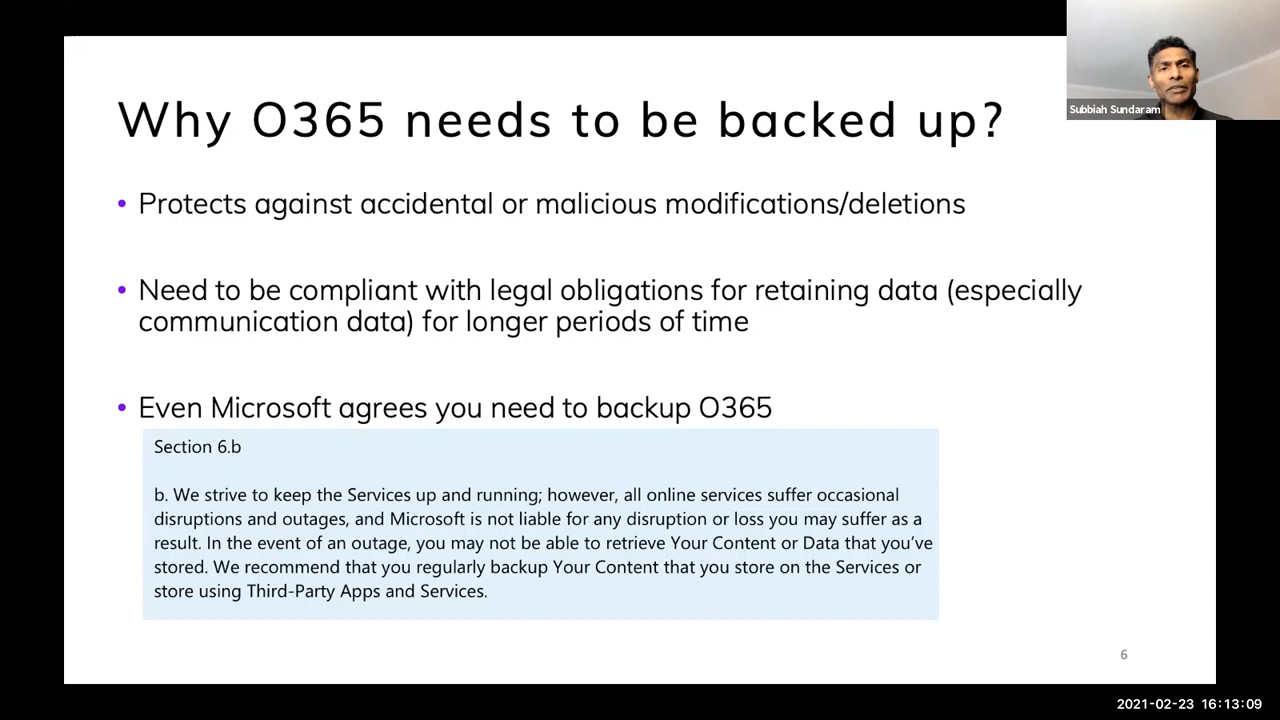 Why O365 needs to be backed up?
Subbiah Sundaram
• Protects against accidental or malicious modifications/deletions
• Need to be compliant with legal obligations for retaining data (especially
communication data) for longer periods of time
• Even Microsoft agrees you need to backup O365
Section 6.b
b. We strive to keep the Services up and running; however, all online services suffer occasional
disruptions and outages, and Microsoft is not liable for any disruption or loss you may suffer as a
result. In the event of an outage, you may not be able to retrieve Your Content or Data that you’ve
stored. We recommend that you regularly backup Your Content that you store on the Services or
store using Third-Party Apps and Services.
6
2021-02-23 16:13:09